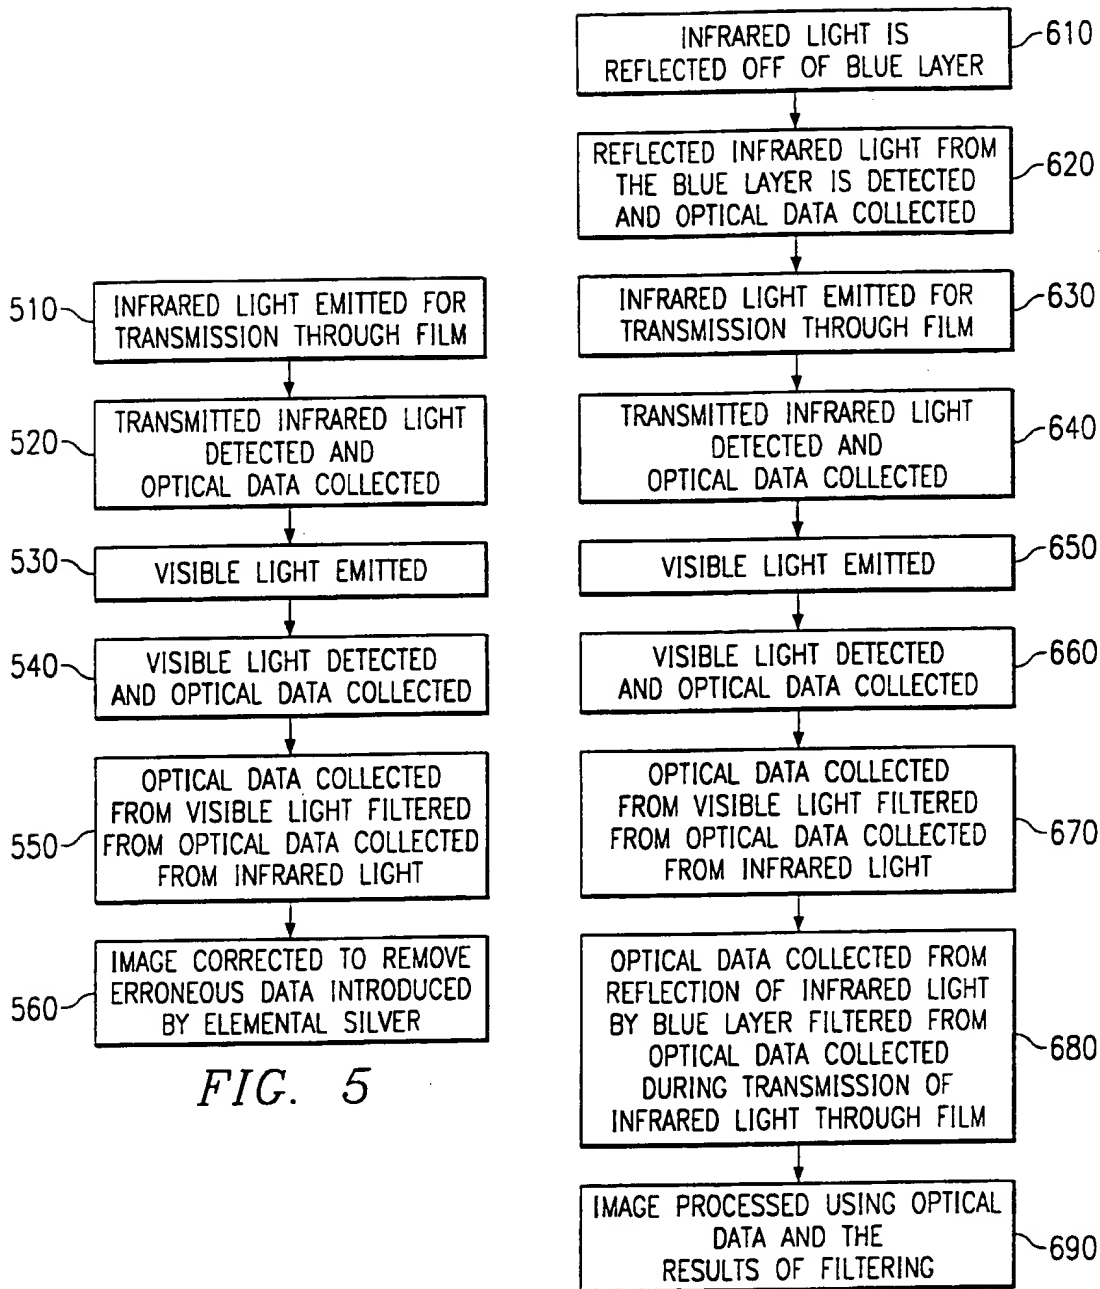 510
INFRARED LIGHT EMITTED FOR
TRANSMISSION THROUGH FILM
520
TRANSMITTED INFRARED LIGHT
DETECTED AND
OPTICAL DATA COLLECTED
530
VISIBLE LIGHT EMITTED
540
VISIBLE LIGHT DETECTED
AND OPTICAL DATA COLLECTED
550
OPTICAL DATA COLLECTED
FROM VISIBLE LIGHT FILTERED
FROM OPTICAL DATA COLLECTED
FROM INFRARED LIGHT
560
IMAGE CORRECTED TO REMOVE
ERRONEOUS DATA INTRODUCED
BY ELEMENTAL SILVER
FIG. 5
INFRARED LIGHT IS
REFLECTED OFF OF BLUE LAYER
610
REFLECTED INFRARED LIGHT FROM
THE BLUE LAYER IS DETECTED
AND OPTICAL DATA COLLECTED
620
INFRARED LIGHT EMITTED FOR
TRANSMISSION THROUGH FILM
630
TRANSMITTED INFRARED LIGHT
DETECTED AND
OPTICAL DATA COLLECTED
640
VISIBLE LIGHT EMITTED
650
VISIBLE LIGHT DETECTED
AND OPTICAL DATA COLLECTED
660
OPTICAL DATA COLLECTED
FROM VISIBLE LIGHT FILTERED
FROM OPTICAL DATA COLLECTED
FROM INFRARED LIGHT
670
OPTICAL DATA COLLECTED FROM
REFLECTION OF INFRARED LIGHT
BY BLUE LAYER FILTERED FROM
OPTICAL DATA COLLECTED
DURING TRANSMISSION OF
INFRARED LIGHT THROUGH FILM
680
IMAGE PROCESSED USING OPTICAL
DATA AND THE
RESULTS OF FILTERING
690